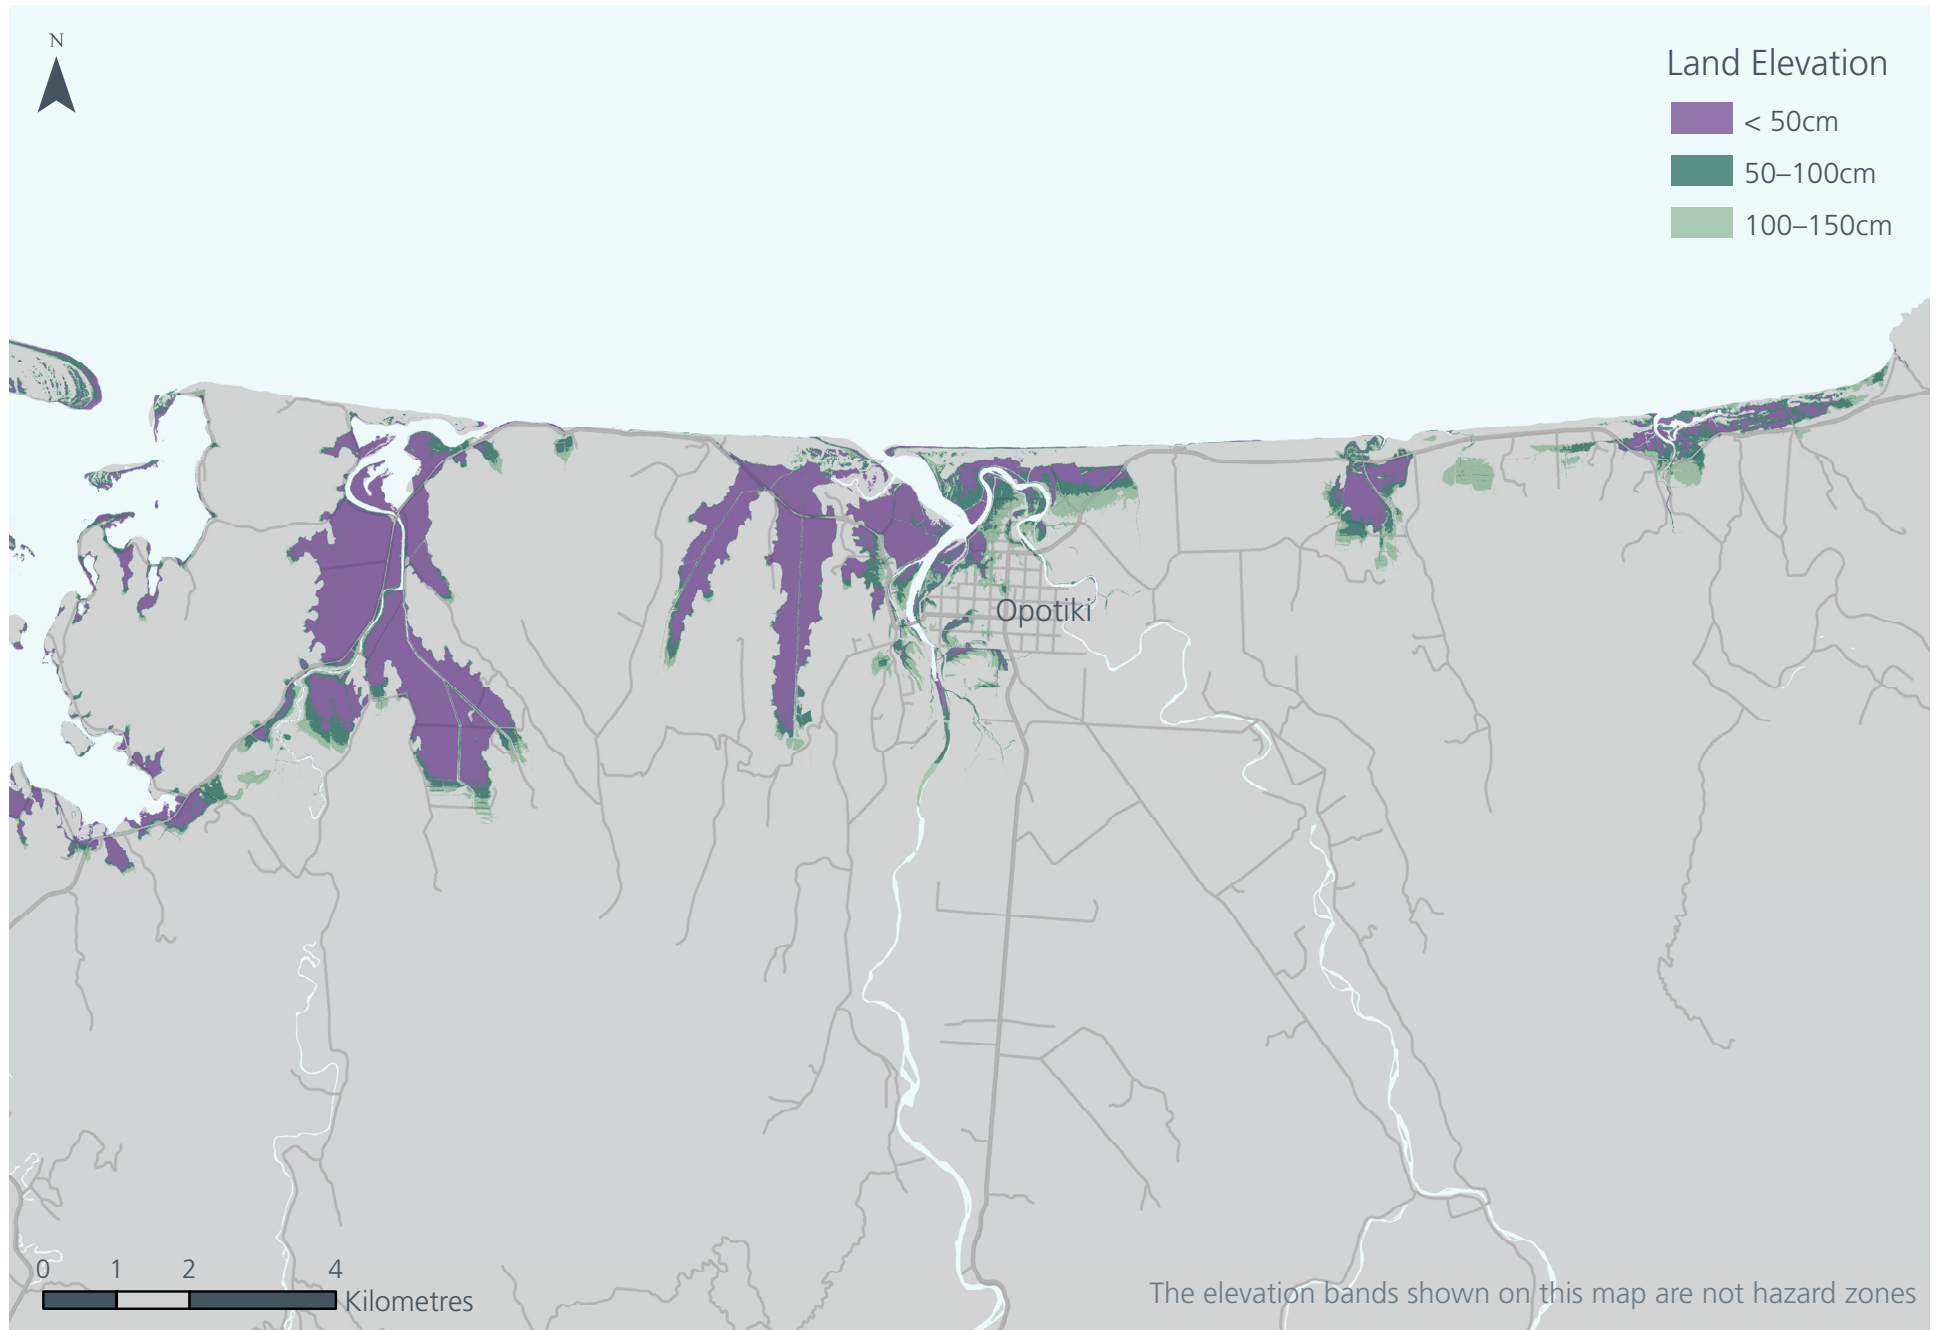 N
Land Elevation
< 50cm
50–100cm
100–150cm
Opotiki
0 1 2 4
Kilometres
The elevation bands shown on this map are not hazard zones